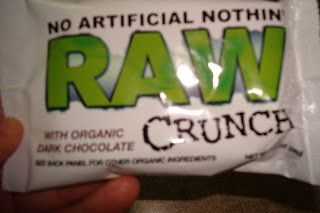 NO ARTIFICIAL NOTHIN'
RAW
WITH ORGANIC
DARK CHOCOLATE
CRUNCH
SEE BACK PANEL FOR OTHER ORGANIC INGREDIENTS